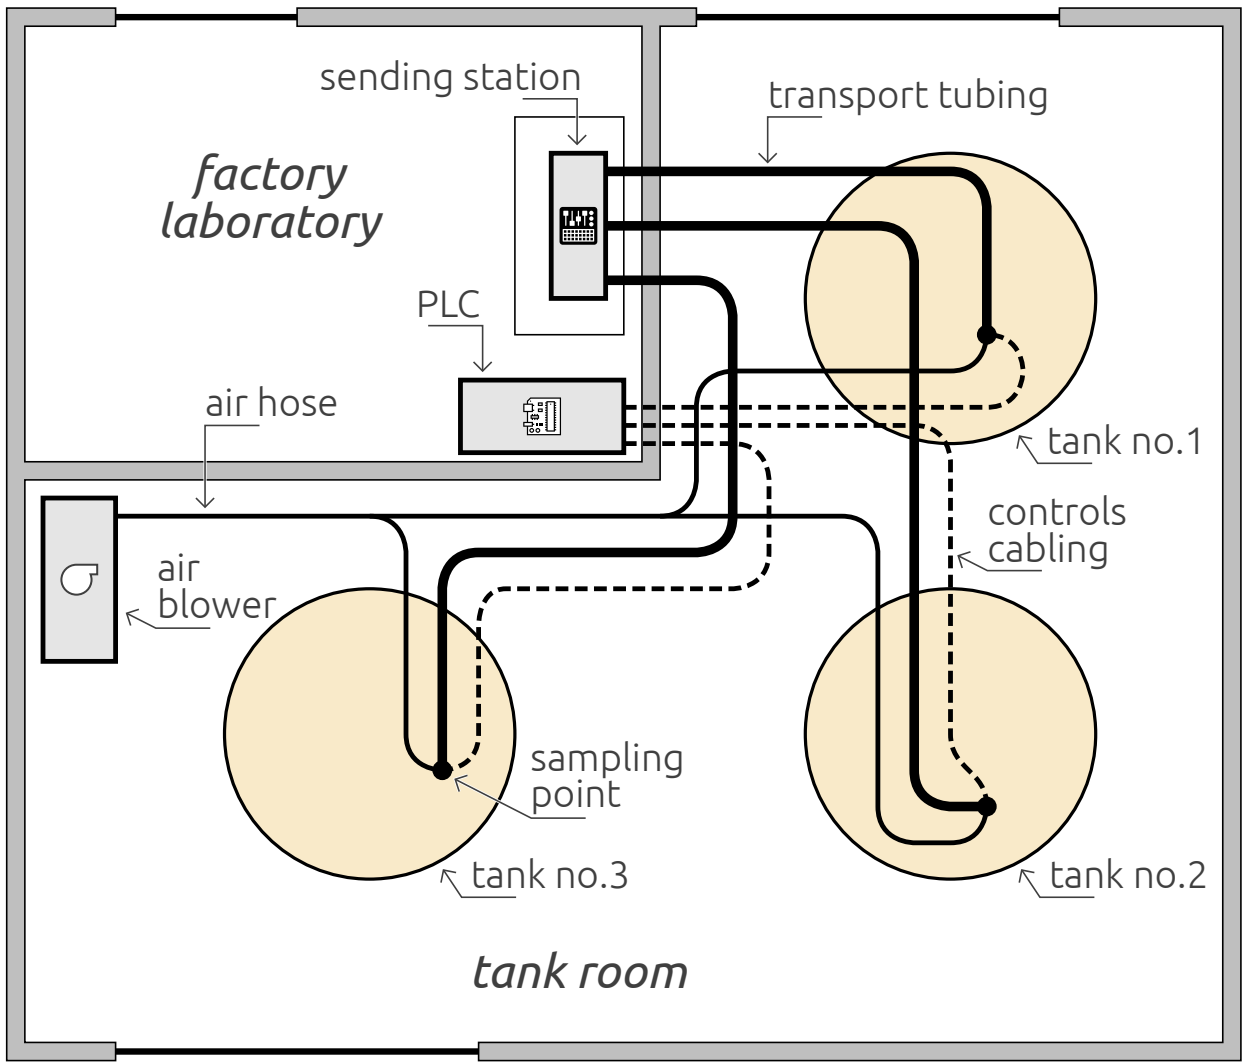 sending station
transport tubing
factory
laboratory
PLC
air hose
tank no.1
controls
cabling
air
blower
sampling
point
tank no.3
tank no.2
tank room